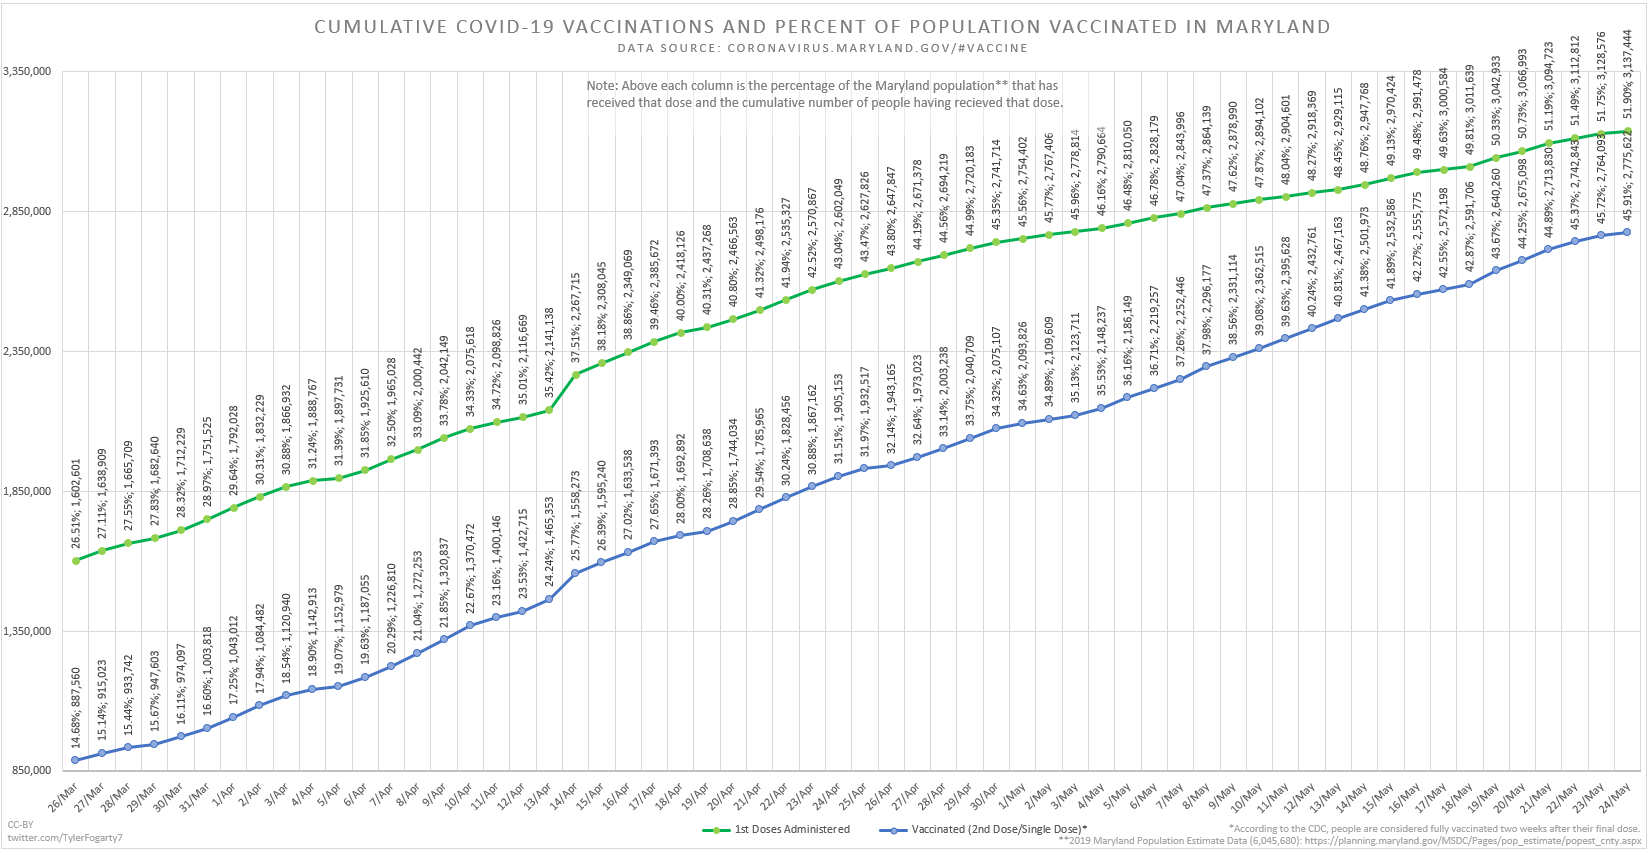 CUMULATIVE COVID-19 VACCINATIONS AND PERCENT OF POPULATION VACCINATED IN MARYLAND
DATA SOURCE: CORONAVIRUS.MARYLAND.GOV/#VACCINE
Note: Above each column is the percentage of the Maryland population** that has
received that dose and the cumulative number of people having recieved that dose.
3,350,000
2,850,000
2,350,000
1,850,000
1,350,000
850,000
26.51%; 1,602,601
27.11%; 1,638,909
27.55%; 1,665,709
27.83%; 1,682,640
28.32%; 1,712,229
28.97%; 1,751,525
29.64%; 1,792,028
30.31%; 1,832,229
30.88%; 1,866,932
31.24%; 1,888,767
31.39%; 1,897,731
31.85%; 1,925,610
32.50%; 1,965,028
33.09%; 2,000,442
33.78%; 2,042,149
34.33%; 2,075,618
34.72%; 2,098,826
35.01%; 2,116,669
35.42%; 2,141,138
37.51%; 2,267,715
38.18%; 2,308,045
38.86%; 2,349,069
39.46%; 2,385,672
40.00%; 2,418,126
40.31%; 2,437,268
40.80%; 2,466,563
41.32%; 2,498,176
41.94%; 2,535,327
42.52%; 2,570,867
43.04%; 2,602,049
43.47%; 2,627,826
43.80%; 2,647,847
44.19%; 2,671,378
44.56%; 2,694,219
44.99%; 2,720,183
45.35%; 2,741,714
45.56%; 2,754,402
45.77%; 2,767,406
45.96%; 2,778,814
46.16%; 2,790,664
46.48%; 2,810,050
46.78%; 2,828,179
47.04%; 2,843,996
47.37%; 2,864,139
47.62%; 2,878,990
47.87%; 2,894,102
48.04%; 2,904,601
48.27%; 2,918,369
48.45%; 2,929,115
48.76%; 2,947,768
49.13%; 2,970,424
49.48%; 2,991,478
49.63%; 3,000,584
49.81%; 3,011,639
50.33%; 3,042,933
50.73%; 3,066,993
51.19%; 3,094,723
51.49%; 3,112,812
51.75%; 3,128,576
51.90%; 3,137,444
14.68%; 887,560
15.14%; 915,023
15.44%; 933,742
15.67%; 947,603
16.11%; 974,097
16.60%; 1,003,818
17.25%; 1,043,012
17.94%; 1,084,482
18.54%; 1,120,940
18.90%; 1,142,913
19.07%; 1,152,979
19.63%; 1,187,055
20.29%; 1,226,810
21.04%; 1,272,253
21.85%; 1,320,837
22.67%; 1,370,472
23.16%; 1,400,146
23.53%; 1,422,715
24.24%; 1,465,353
25.77%; 1,558,273
26.39%; 1,595,240
27.02%; 1,633,538
27.65%; 1,671,393
28.00%; 1,692,892
28.26%; 1,708,638
28.85%; 1,744,034
29.54%; 1,785,965
30.24%; 1,828,456
30.88%; 1,867,162
31.51%; 1,905,153
31.97%; 1,932,517
32.14%; 1,943,165
32.64%; 1,973,023
33.14%; 2,003,238
33.75%; 2,040,709
34.32%; 2,075,107
34.63%; 2,093,826
34.89%; 2,109,609
35.13%; 2,123,711
35.53%; 2,148,237
36.16%; 2,186,149
36.71%; 2,219,257
37.26%; 2,252,446
37.98%; 2,296,177
38.56%; 2,331,114
39.08%; 2,362,515
39.63%; 2,395,628
40.24%; 2,432,761
40.81%; 2,467,163
41.38%; 2,501,973
41.89%; 2,532,586
42.27%; 2,555,775
42.55%; 2,572,198
42.87%; 2,591,706
43.67%; 2,640,260
44.25%; 2,675,098
44.89%; 2,713,830
45.37%; 2,742,843
45.72%; 2,764,093
45.91%; 2,775,622
26/Mar
27/Mar
28/Mar
29/Mar
30/Mar
31/Mar
1/Apr
2/Apr
3/Apr
4/Apr
5/Apr
6/Apr
7/Apr
8/Apr
9/Apr
10/Apr
11/Apr
12/Apr
13/Apr
14/Apr
15/Apr
16/Apr
17/Apr
18/Apr
19/Apr
20/Apr
21/Apr
22/Apr
23/Apr
24/Apr
25/Apr
26/Apr
27/Apr
28/Apr
29/Apr
30/Apr
1/May
2/May
3/May
4/May
5/May
6/May
7/May
8/May
9/May
10/May
11/May
12/May
13/May
14/May
15/May
16/May
17/May
18/May
19/May
20/May
21/May
22/May
23/May
24/May
CC-BY
twitter.com/TylerFogarty7
1st Doses Administered
Vaccinated (2nd Dose/Single Dose)*
*According to the CDC, people are considered fully vaccinated two weeks after their final dose.
**2019 Maryland Population Estimate Data (6,045,680): https://planning.maryland.gov/MSDC/Pages/pop_estimate/popest_cnty.aspx